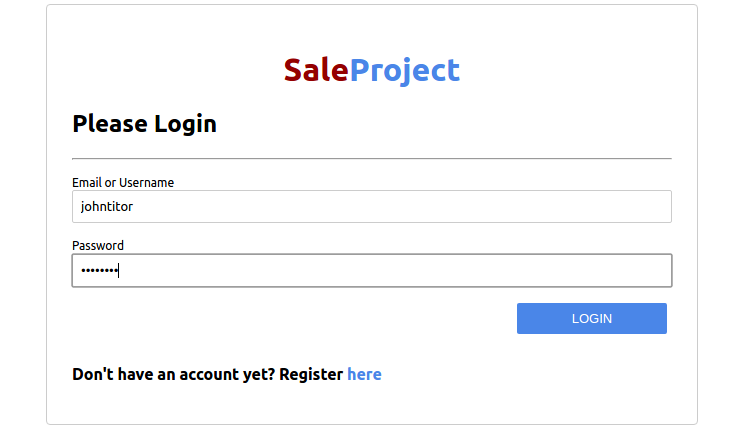 SaleProject
Please Login
Email or Username
johntitor
Password
••••••••
LOGIN
Don't have an account yet? Register here